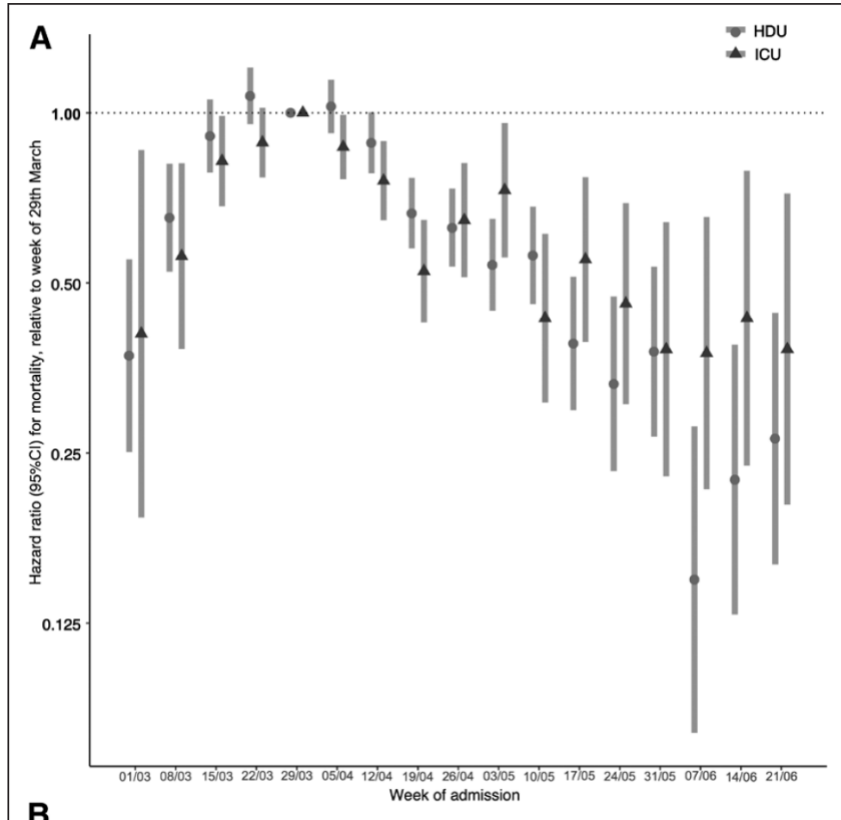 A
HDU
ICU
Hazard ratio (95%CI) for mortality, relative to week of 29th March
1.00
0.50
0.25
0.125
01/03 08/03 15/03 22/03 29/03 05/04 12/04 19/04 26/04 03/05 10/05 17/05 24/05 31/05 07/06 14/06 21/06
Week of admission
B